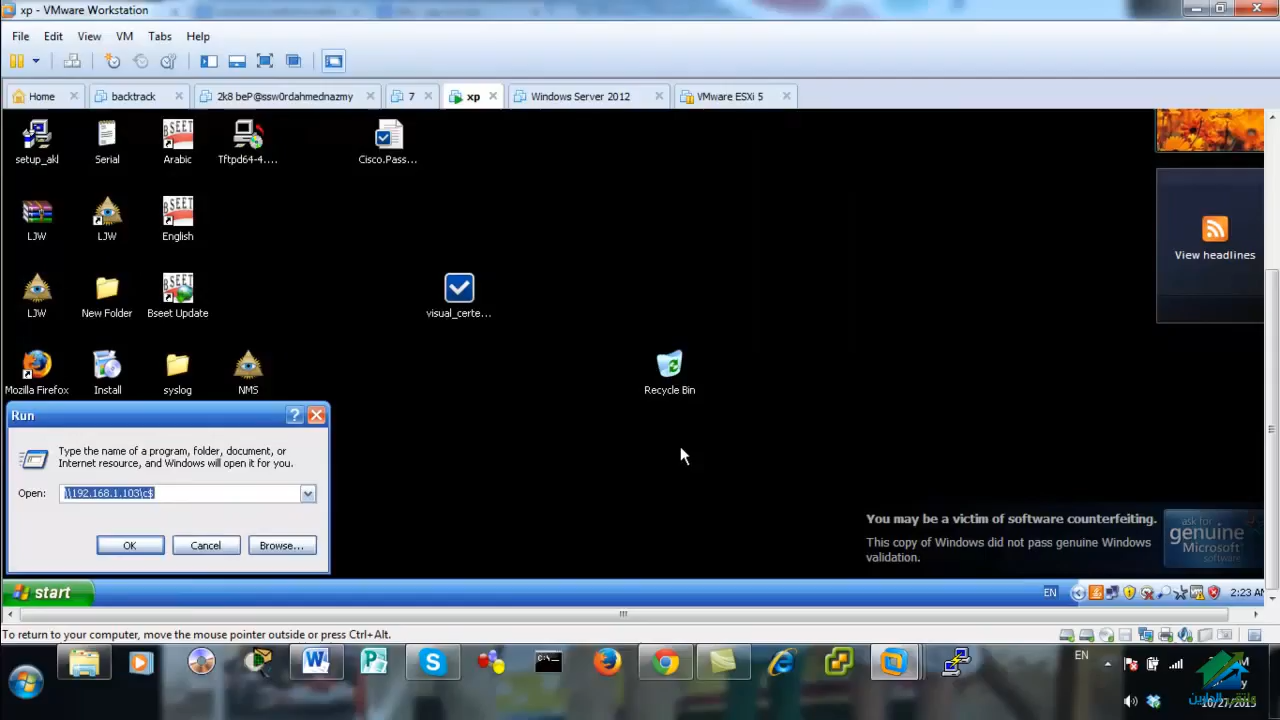 xp - VMware Workstation
File Edit View VM Tabs Help
Home backtrack 2k8 beP@ssw0rdahmednazmy 7 xp Windows Server 2012 VMware ESXi 5
setup_akl Serial Arabic Tftpd64-4.... Cisco.Pass...
LJW LJW English
View headlines
LJW New Folder Bseet Update visual_certe...
Mozilla Firefox Install syslog NMS Recycle Bin
BSEET
BSEET
BSEET
Run
Type the name of a program, folder, document, or
Internet resource, and Windows will open it for you.
Open: \\192.168.1.103\c$
OK Cancel Browse...
You may be a victim of software counterfeiting.
This copy of Windows did not pass genuine Windows
validation.
ask for
genuine
Microsoft
software
start EN 2:23 AM
To return to your computer, move the mouse pointer outside or press Ctrl+Alt.
EN
10/27/2015